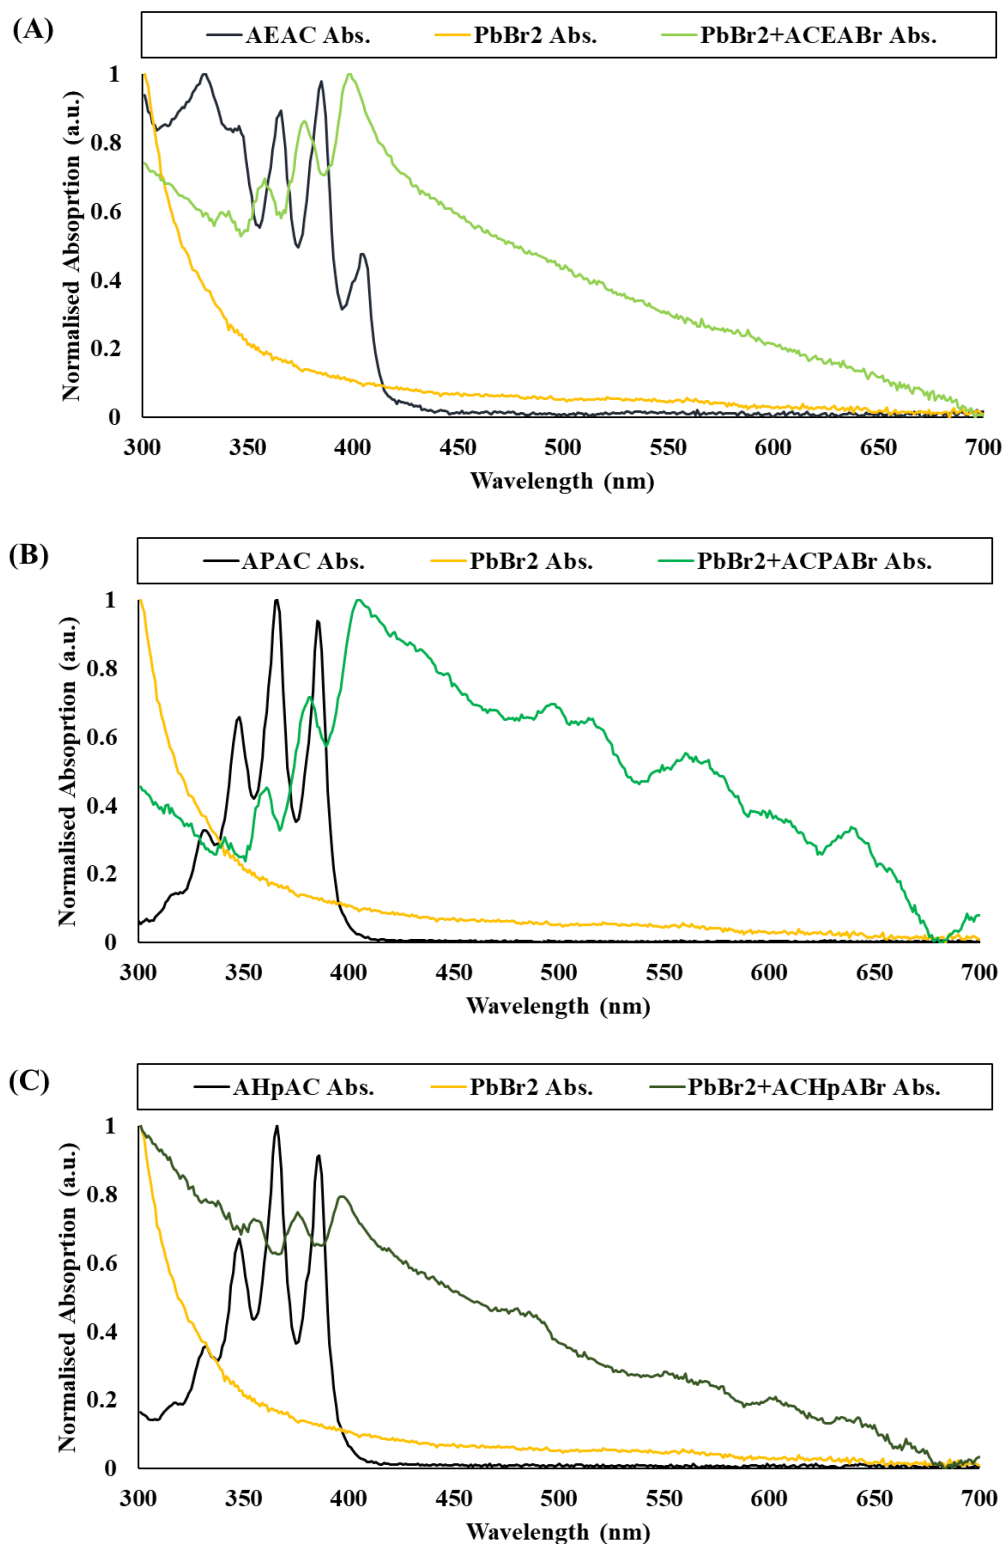 (A)
AEAC Abs. PbBr2 Abs. PbBr2+ACEABr Abs.
Normalised Absoprtion (a.u.)
1
0.8
0.6
0.4
0.2
0
300 350 400 450 500 550 600 650 700
Wavelength (nm)
(B)
APAC Abs. PbBr2 Abs. PbBr2+ACPABr Abs.
Normalised Absoprtion (a.u.)
1
0.8
0.6
0.4
0.2
0
300 350 400 450 500 550 600 650 700
Wavelength (nm)
(C)
AHpAC Abs. PbBr2 Abs. PbBr2+ACHpABr Abs.
Normalised Absoprtion (a.u.)
1
0.8
0.6
0.4
0.2
0
300 350 400 450 500 550 600 650 700
Wavelength (nm)